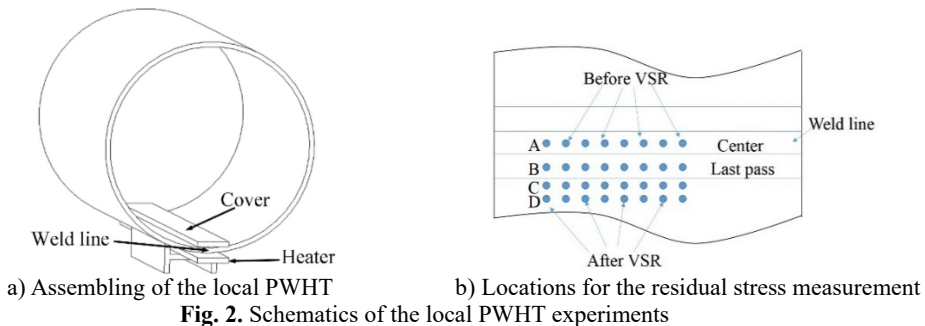 Cover
Weld line
Heater
Before VSR
Weld line
A
Center
B
Last pass
C
D
After VSR
a) Assembling of the local PWHT
b) Locations for the residual stress measurement
Fig. 2. Schematics of the local PWHT experiments